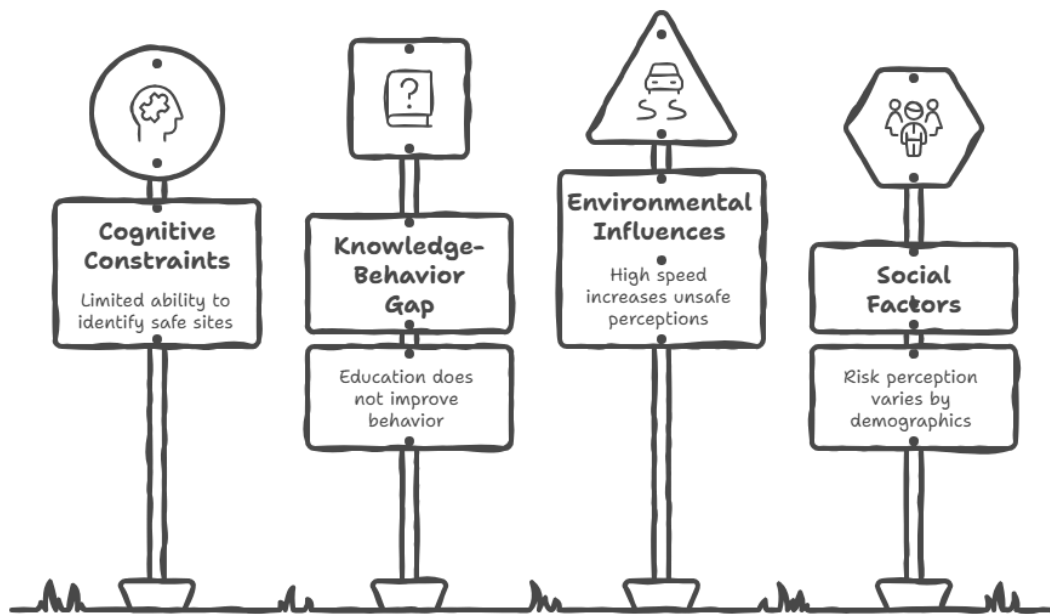 ?
Cognitive
Constraints
Limited ability to
identify safe sites
Knowledge-
Behavior
Gap
Education does
not improve
behavior
Environmental
Influences
High speed
increases unsafe
perceptions
Social
Factors
Risk perception
varies by
demographics